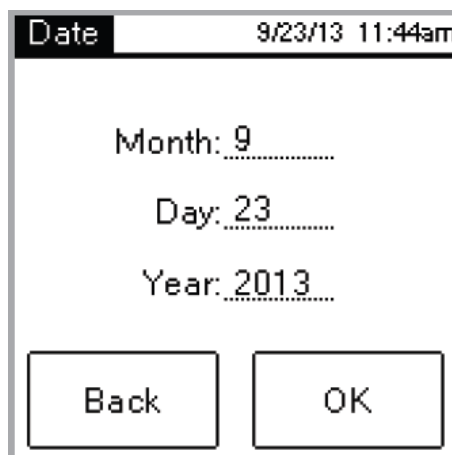 Date 9/23/13 11:44am
Month: 9
Day: 23
Year: 2013
Back OK